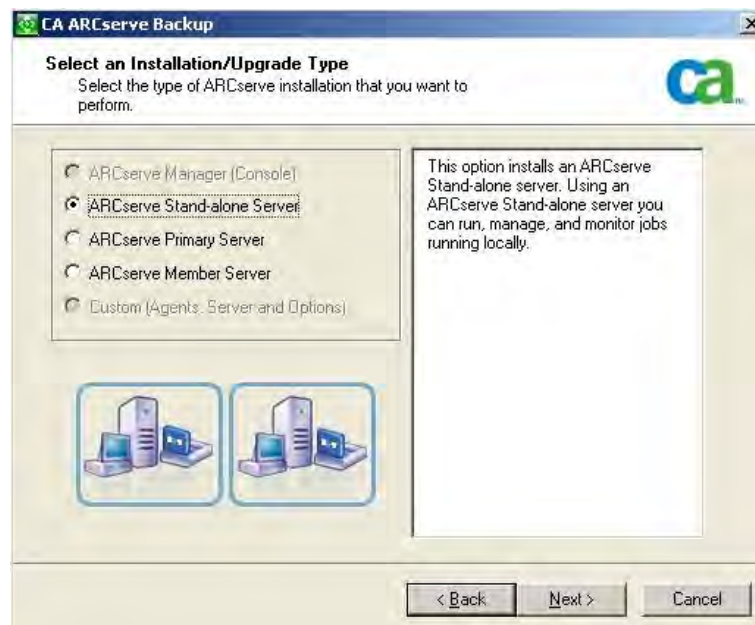 CA ARCserve Backup
Select an Installation/Upgrade Type
Select the type of ARCserve installation that you want to
perform.
ca
ARCserve Manager (Console)
ARCserve Stand-alone Server
ARCserve Primary Server
ARCserve Member Server
Custom (Agents, Server and Options)
This option installs an ARCserve
Stand-alone server. Using an
ARCserve Stand-alone server you
can run, manage, and monitor jobs
running locally.
< Back
Next >
Cancel